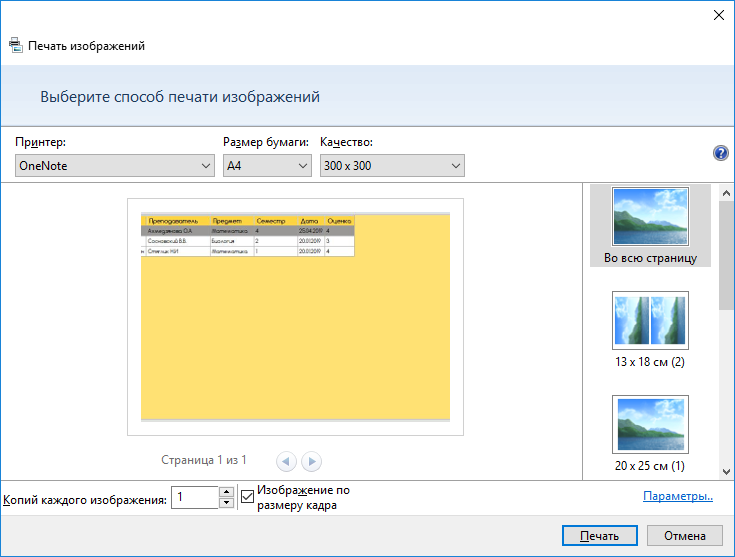 Печать изображений
Выберите способ печати изображений
Принтер: Размер бумаги: Качество:
OneNote A4 300 x 300
Преподаватель Предмет Семестр Дата Оценка
Ахмедянова О.А. Математика 4 25.04.2019 4
Сосновский В.В. Биология 2 20.01.2019 3
Математика 1 20.01.2019 4
Во всю страницу
13 x 18 см (2)
20 x 25 см (1)
Страница 1 из 1
Копий каждого изображения: 1 Изображение по
размеру кадра
Параметры..
Печать Отмена